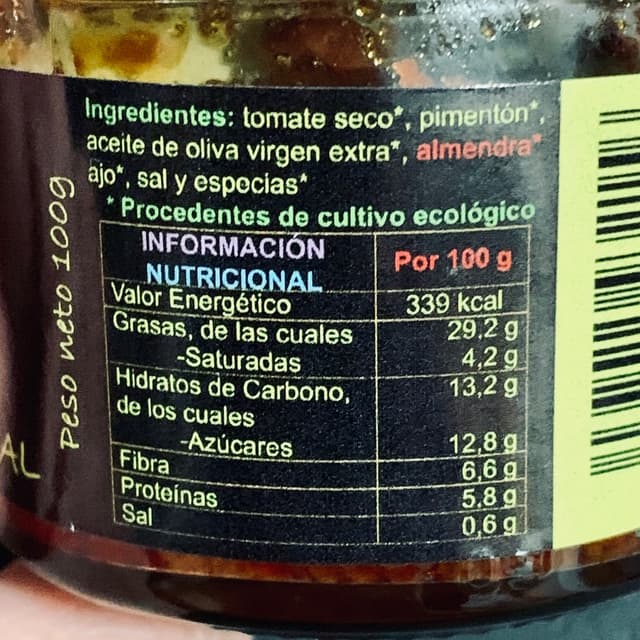 Ingredientes: tomate seco*, pimentón*,
aceite de oliva virgen extra*, almendra*
ajo*, sal y especias*
* Procedentes de cultivo ecológico
INFORMACIÓN
NUTRICIONAL
Por 100 g
Valor Energético 339 kcal
Grasas, de las cuales 29,2 g
-Saturadas 4,2 g
Hidratos de Carbono, 13,2 g
de los cuales
-Azúcares 12,8 g
Fibra 6,6 g
Proteínas 5,8 g
Sal 0,6 g
peso neto 100g
AL